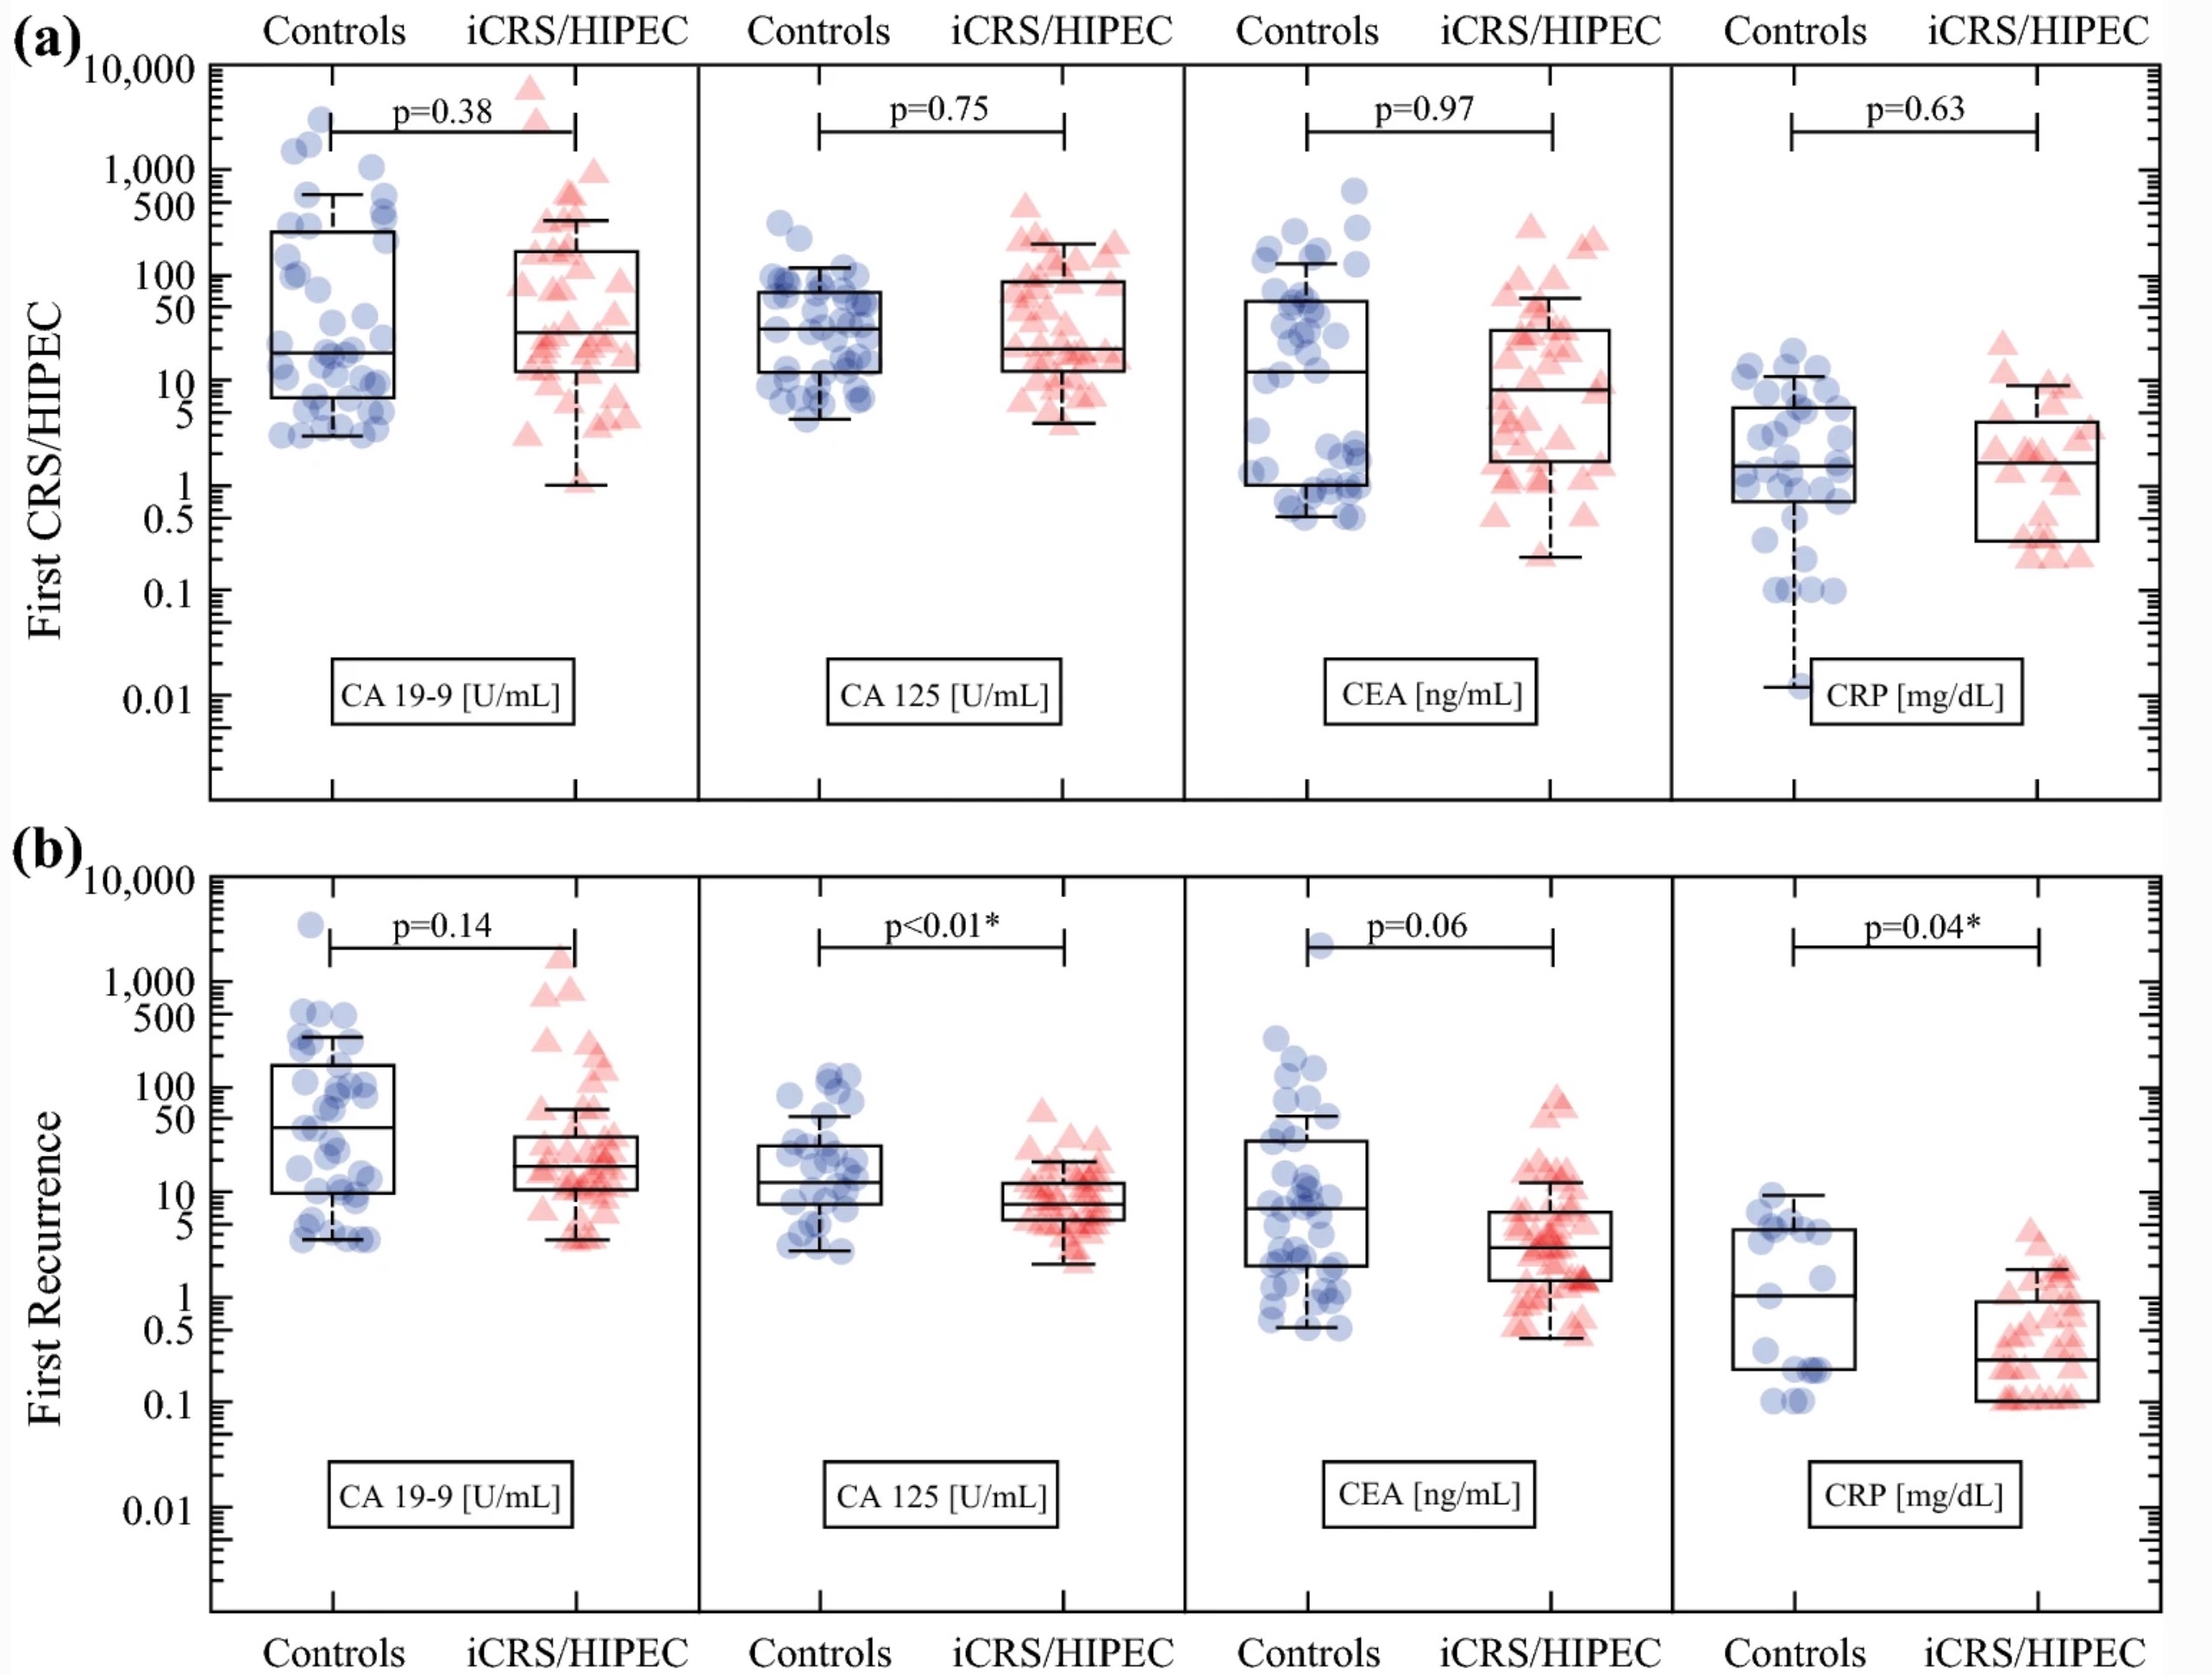 (a)
Controls iCRS/HIPEC Controls iCRS/HIPEC Controls iCRS/HIPEC Controls iCRS/HIPEC
10,000
1,000
500
100
50
10
5
1
0.5
0.1
0.01
First CRS/HIPEC
p=0.38
p=0.75
p=0.97
p=0.63
CA 19-9 [U/mL]
CA 125 [U/mL]
CEA [ng/mL]
CRP [mg/dL]
(b)
10,000
1,000
500
100
50
10
5
1
0.5
0.1
0.01
First Recurrence
p=0.14
p<0.01*
p=0.06
p=0.04*
CA 19-9 [U/mL]
CA 125 [U/mL]
CEA [ng/mL]
CRP [mg/dL]
Controls iCRS/HIPEC Controls iCRS/HIPEC Controls iCRS/HIPEC Controls iCRS/HIPEC